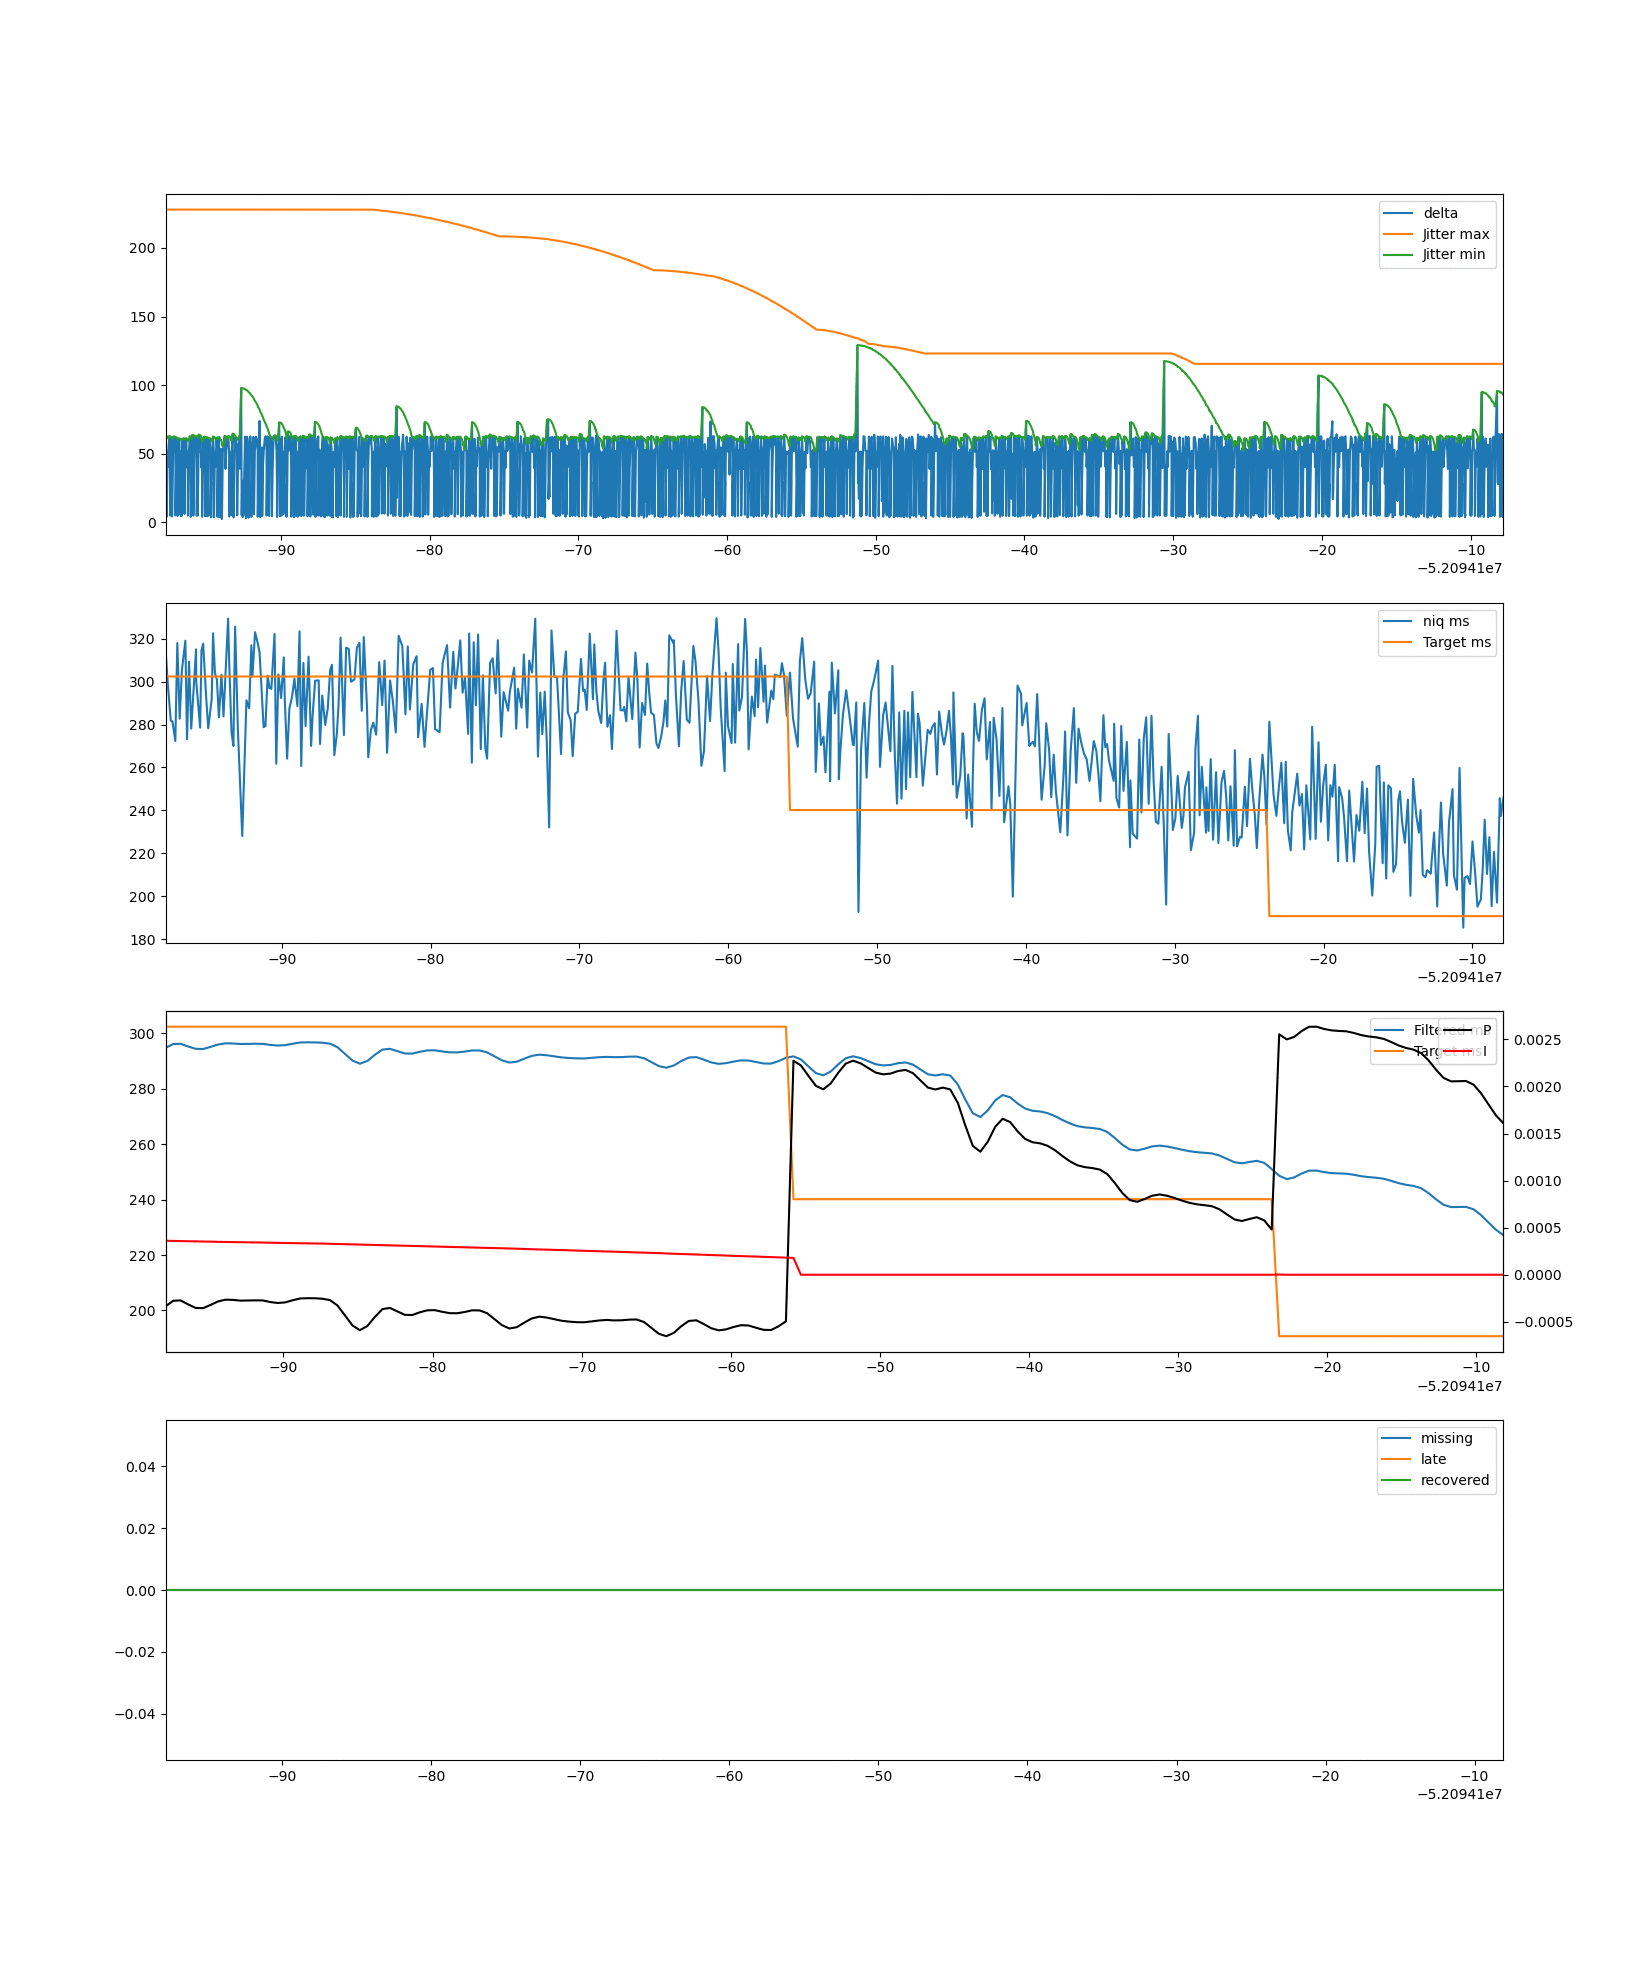 200
150
100
50
0
delta
Jitter max
Jitter min
−90 −80 −70 −60 −50 −40 −30 −20 −10
−5.20941e7
320
300
280
260
240
220
200
180
niq ms
Target ms
−90 −80 −70 −60 −50 −40 −30 −20 −10
−5.20941e7
300
280
260
240
220
200
P
I
0.0025
0.0020
0.0015
0.0010
0.0005
0.0000
−0.0005
−90 −80 −70 −60 −50 −40 −30 −20 −10
−5.20941e7
0.04
0.02
0.00
−0.02
−0.04
missing
late
recovered
−90 −80 −70 −60 −50 −40 −30 −20 −10
−5.20941e7